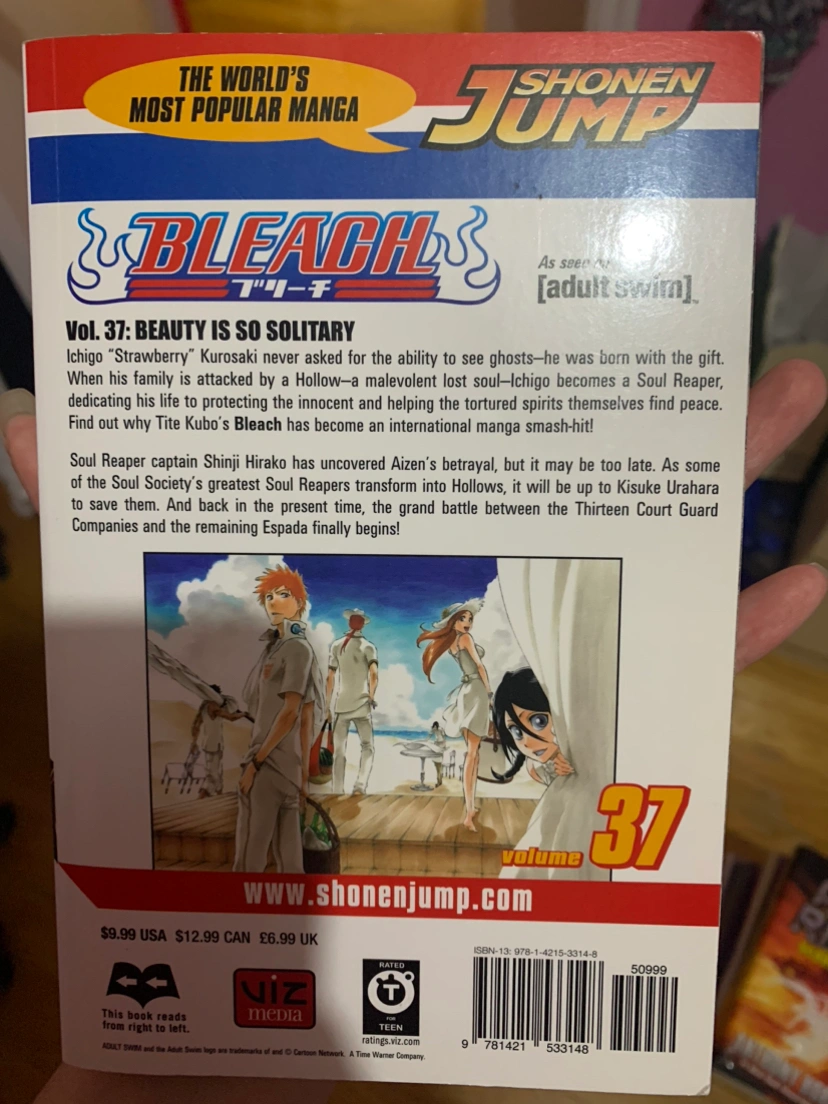 THE WORLD'S
MOST POPULAR MANGA
SHONEN
JUMP
BLEACH
ブリーチ
As seen on
[adult swim]
Vol. 37: BEAUTY IS SO SOLITARY
Ichigo "Strawberry" Kurosaki never asked for the ability to see ghosts—he was born with the gift.
When his family is attacked by a Hollow—a malevolent lost soul—Ichigo becomes a Soul Reaper,
dedicating his life to protecting the innocent and helping the tortured spirits themselves find peace.
Find out why Tite Kubo's Bleach has become an international manga smash-hit!
Soul Reaper captain Shinji Hirako has uncovered Aizen's betrayal, but it may be too late. As some
of the Soul Society's greatest Soul Reapers transform into Hollows, it will be up to Kisuke Urahara
to save them. And back in the present time, the grand battle between the Thirteen Court Guard
Companies and the remaining Espada finally begins!
volume 37
www.shonenjump.com
$9.99 USA $12.99 CAN £6.99 UK
This book reads
from right to left.
VIZ
media
RATED
T
FOR
TEEN
ratings.viz.com
ISBN-13: 978-1-4215-3314-8
50999
9 781421 533148
ADULT SWIM and the Adult Swim logo are trademarks of and © Cartoon Network. A Time Warner Company.